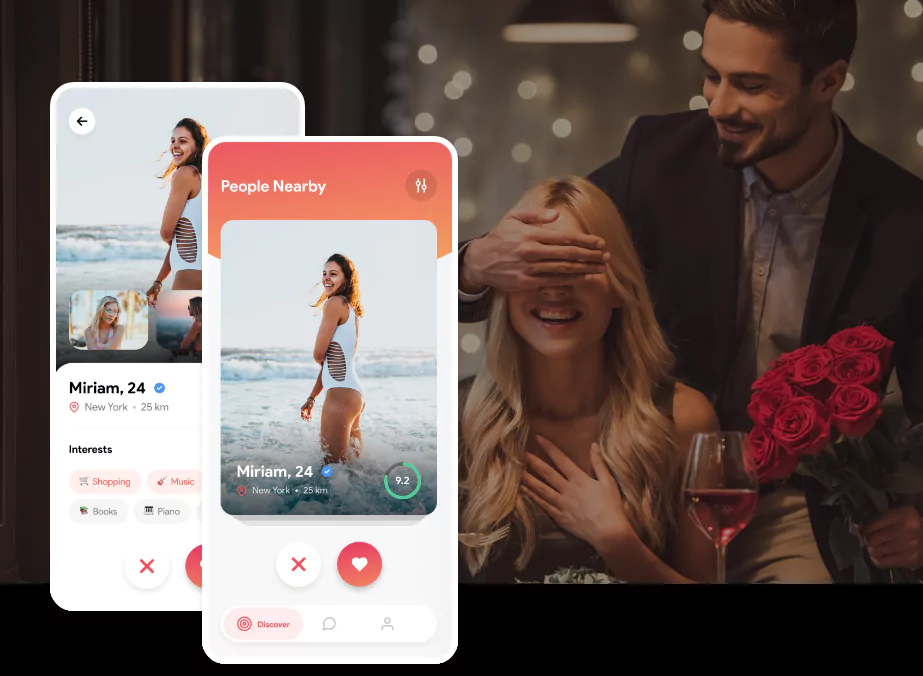 Miriam, 24
New York • 25 km
Interests
Shopping
Music
Books
Piano
People Nearby
Miriam, 24
New York • 25 km
9.2
Discover